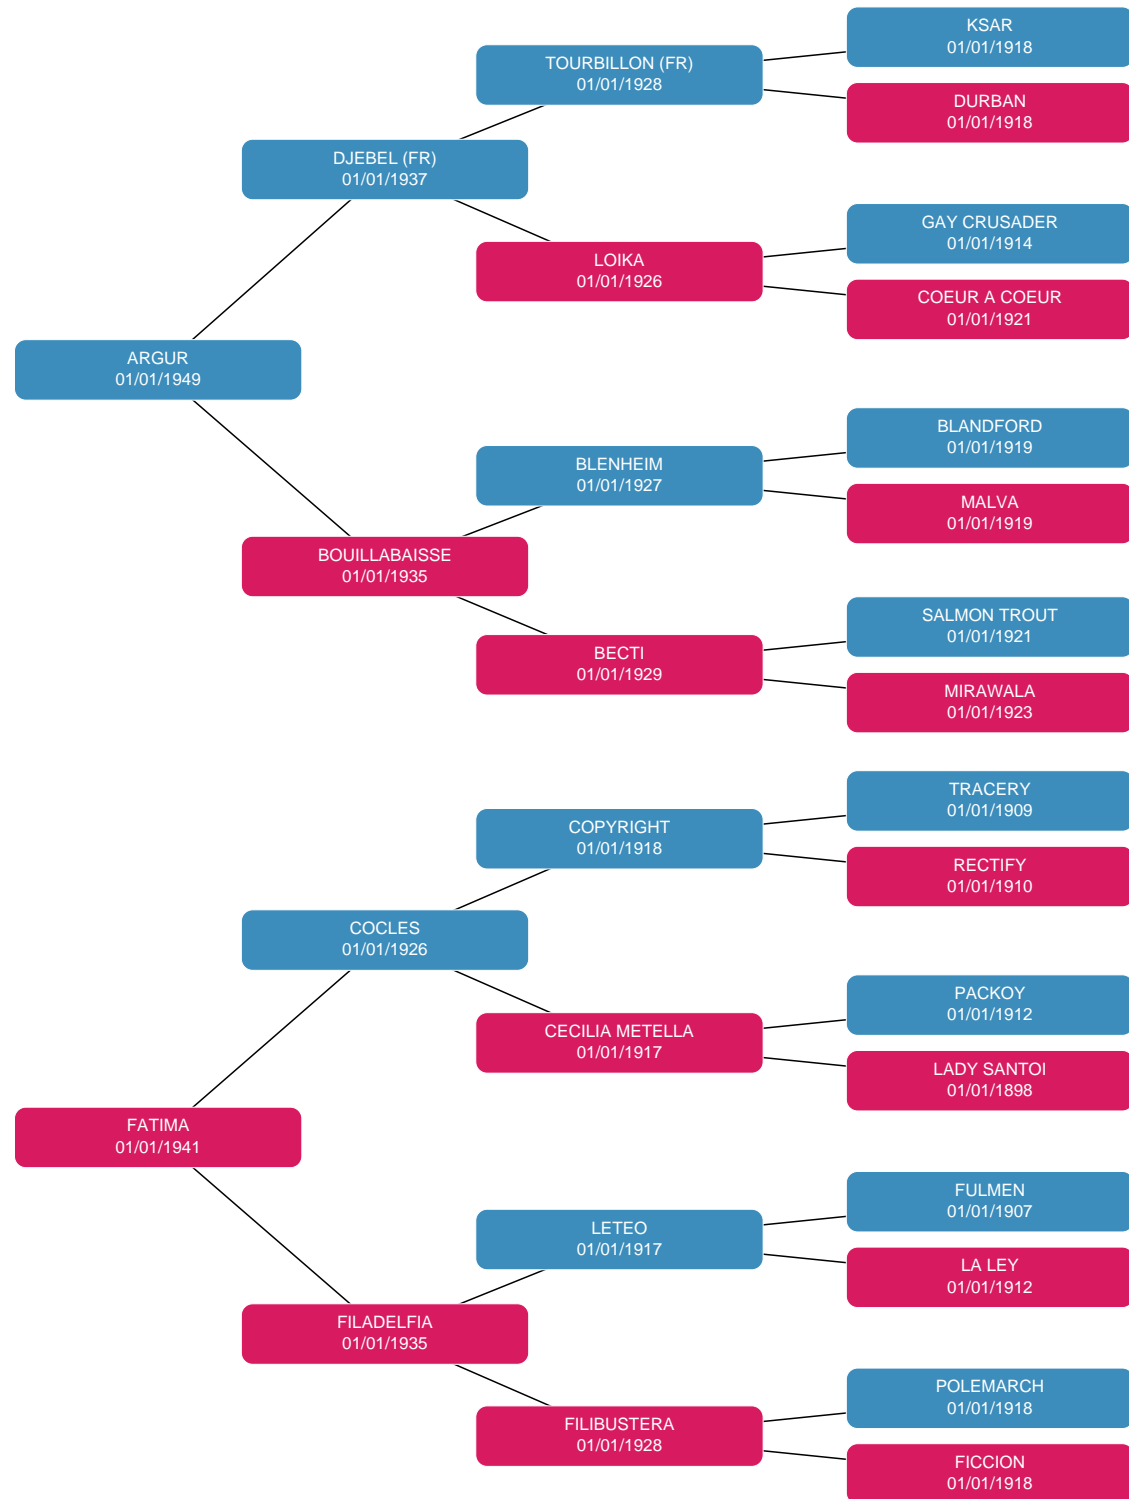 KSAR
01/01/1918
TOURBILLON (FR)
01/01/1928
DURBAN
01/01/1918
DJEBEL (FR)
01/01/1937
GAY CRUSADER
01/01/1914
LOIKA
01/01/1926
COEUR A COEUR
01/01/1921
ARGUR
01/01/1949
BLANDFORD
01/01/1919
BLENHEIM
01/01/1927
MALVA
01/01/1919
BOUILLABAISSE
01/01/1935
SALMON TROUT
01/01/1921
BECTI
01/01/1929
MIRAWALA
01/01/1923
TRACERY
01/01/1909
COPYRIGHT
01/01/1918
RECTIFY
01/01/1910
COCLES
01/01/1926
PACKOY
01/01/1912
CECILIA METELLA
01/01/1917
LADY SANTOI
01/01/1898
FATIMA
01/01/1941
FULMEN
01/01/1907
LETEO
01/01/1917
LA LEY
01/01/1912
FILADELFIA
01/01/1935
POLEMARCH
01/01/1918
FILIBUSTERA
01/01/1928
FICCION
01/01/1918